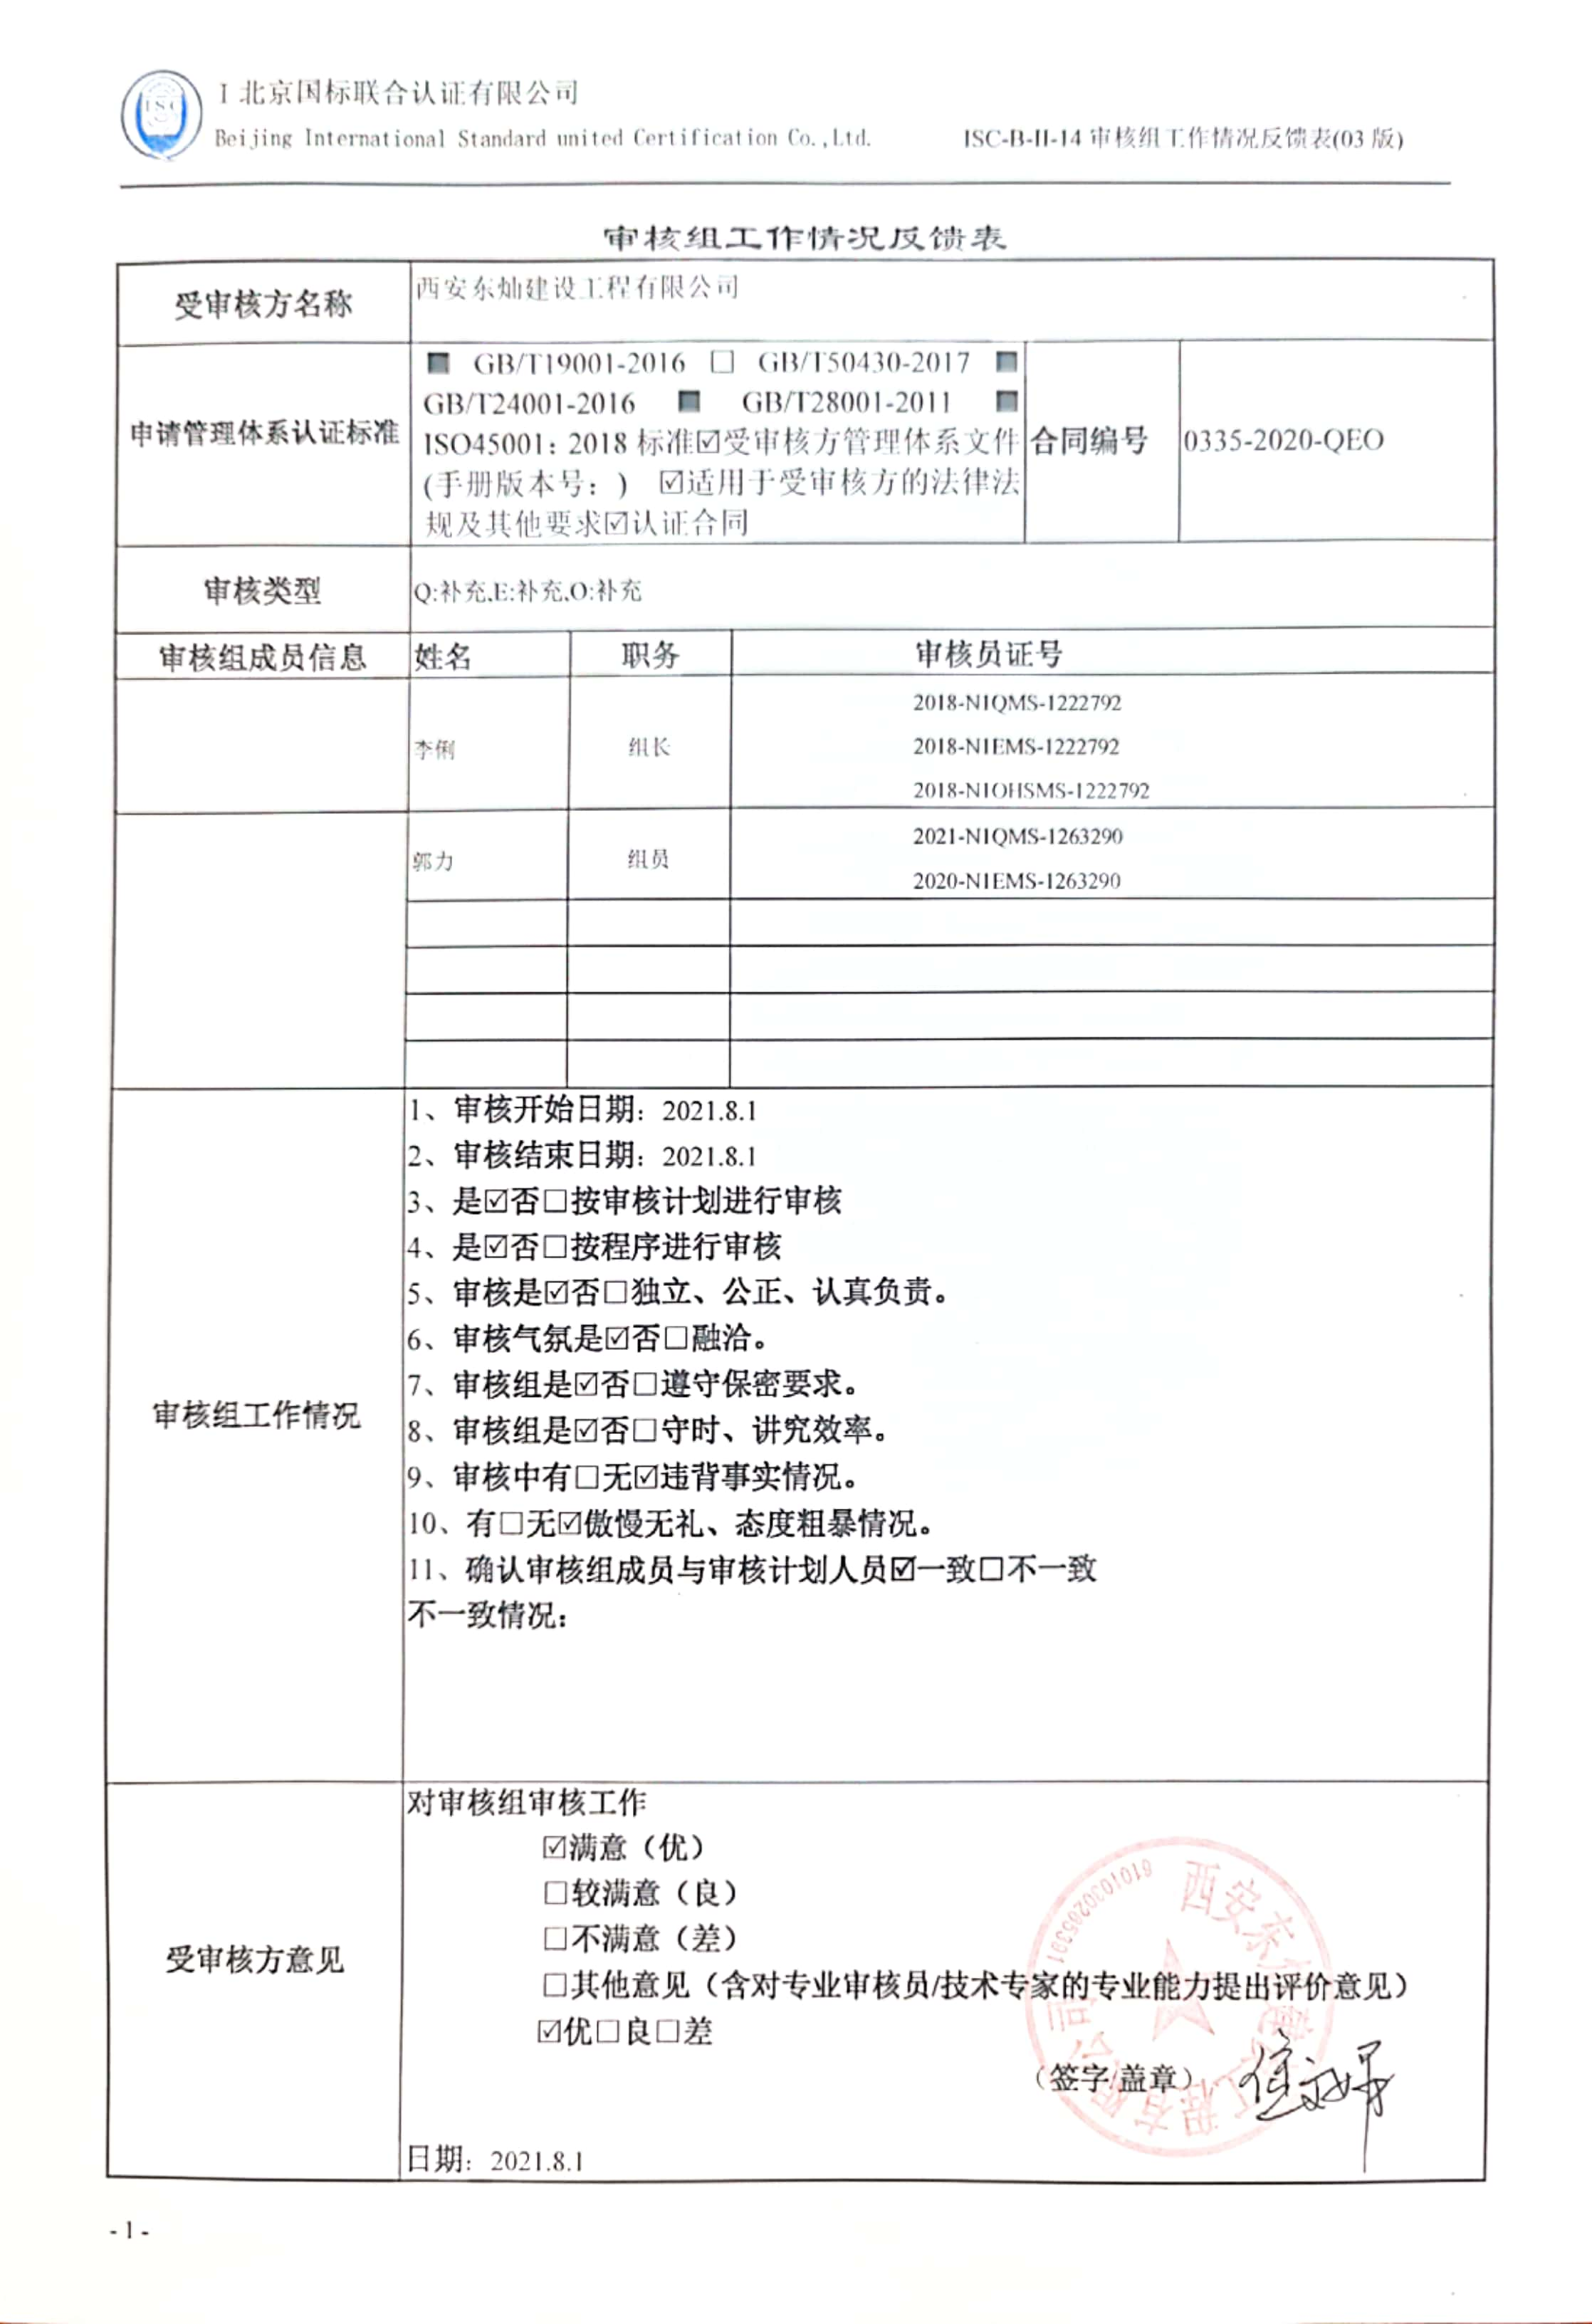 I 北京国标联合认证有限公司
Beijing International Standard united Certification Co.,Ltd. ISC-B-II-14 审核组工作情况反馈表(03 版)
审核组工作情况反馈表
受审核方名称 西安东灿建设工程有限公司
申请管理体系认证标准
■ GB/T19001-2016 □ GB/T50430-2017 ■
GB/T24001-2016 ■ GB/T28001-2011 ■
ISO45001：2018 标准☑受审核方管理体系文件
(手册版本号：) ☑适用于受审核方的法律法
规及其他要求☑认证合同
合同编号 0335-2020-QEO
审核类型 Q:补充,E:补充,O:补充
审核组成员信息 姓名 职务 审核员证号
李俐 组长
2018-N1QMS-1222792
2018-N1EMS-1222792
2018-N1OHSMS-1222792
郭力 组员
2021-N1QMS-1263290
2020-N1EMS-1263290
审核组工作情况
1、审核开始日期：2021.8.1
2、审核结束日期：2021.8.1
3、是☑否□按审核计划进行审核
4、是☑否□按程序进行审核
5、审核是☑否□独立、公正、认真负责。
6、审核气氛是☑否□融洽。
7、审核组是☑否□遵守保密要求。
8、审核组是☑否□守时、讲究效率。
9、审核中有□无☑违背事实情况。
10、有□无☑傲慢无礼、态度粗暴情况。
11、确认审核组成员与审核计划人员☑一致□不一致
不一致情况：
受审核方意见
对审核组审核工作
☑满意（优）
□较满意（良）
□不满意（差）
□其他意见（含对专业审核员/技术专家的专业能力提出评价意见）
☑优□良□差
（签字/盖章）
日期：2021.8.1
- 1 -